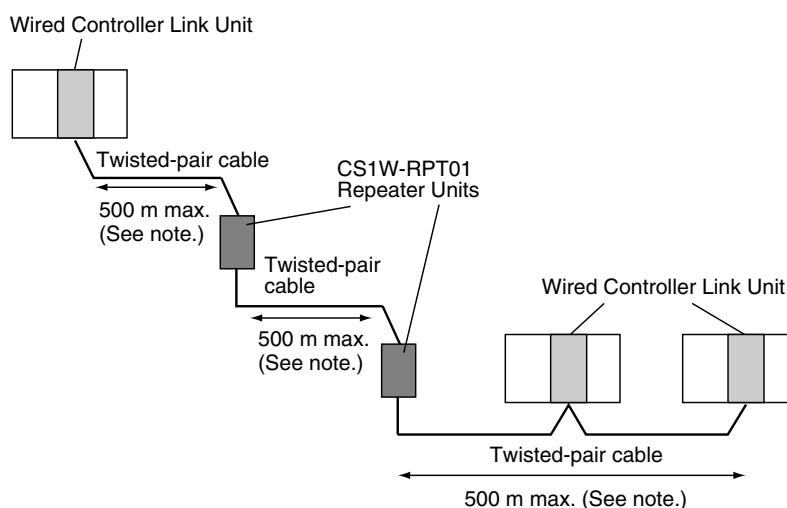 Wired Controller Link Unit
Twisted-pair cable
500 m max.
(See note.)
CS1W-RPT01
Repeater Units
Twisted-pair
cable
500 m max.
(See note.)
Wired Controller Link Unit
Twisted-pair cable
500 m max. (See note.)